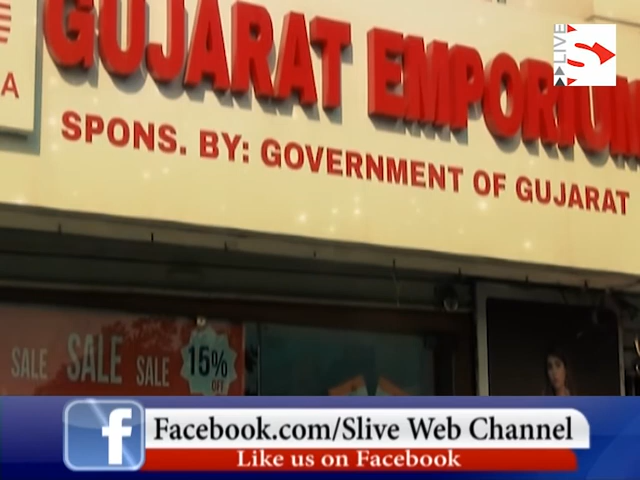 GUJARAT EMPORIUM
SPONS. BY: GOVERNMENT OF GUJARAT
A
LIVE
S
SALE SALE SALE 15% OFF
f
Facebook.com/Slive Web Channel
Like us on Facebook